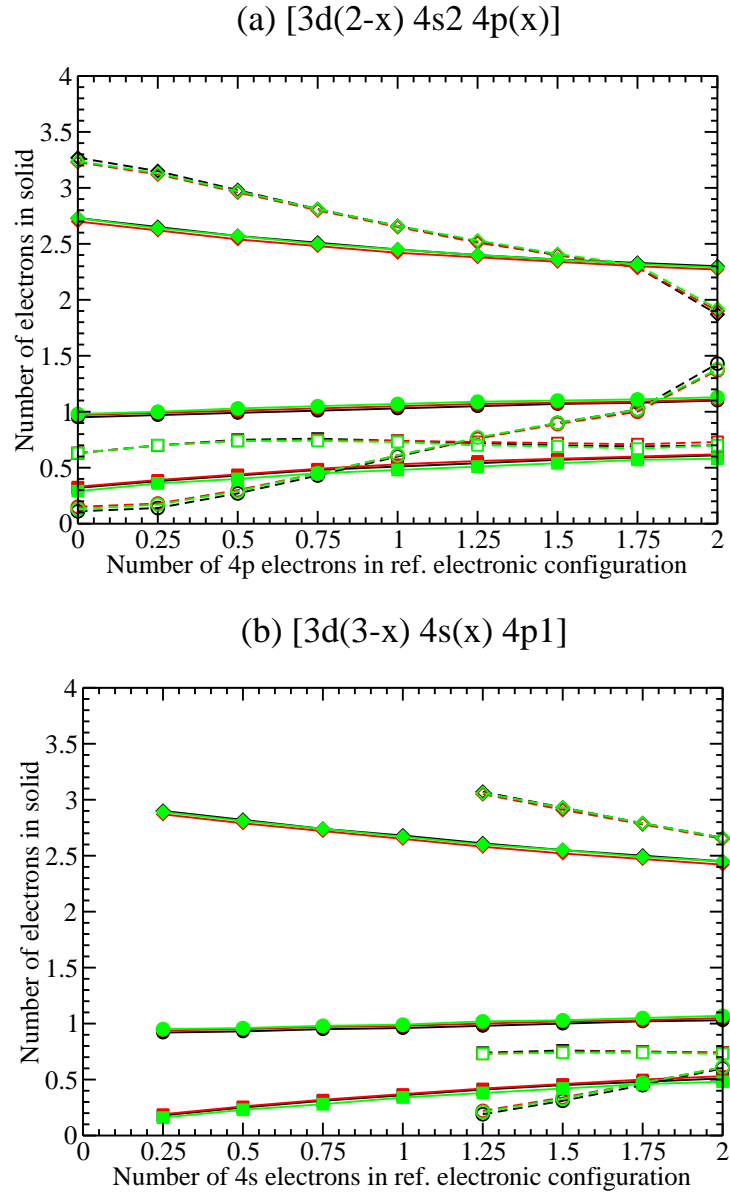 (a) [3d(2-x) 4s2 4p(x)]
4
3.5
3
2.5
2
1.5
1
0.5
0
Number of electrons in solid
0 0.25 0.5 0.75 1 1.25 1.5 1.75 2
Number of 4p electrons in ref. electronic configuration
(b) [3d(3-x) 4s(x) 4p1]
4
3.5
3
2.5
2
1.5
1
0.5
0
Number of electrons in solid
0 0.25 0.5 0.75 1 1.25 1.5 1.75 2
Number of 4s electrons in ref. electronic configuration